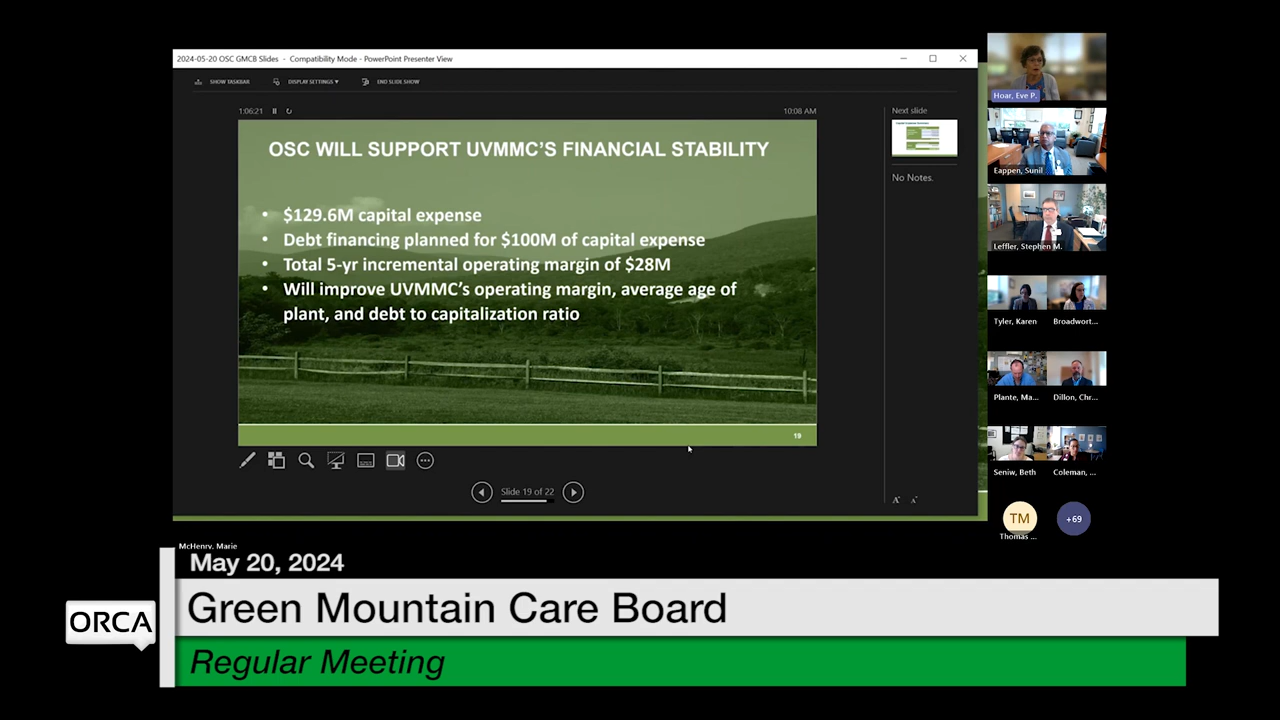 2024-05-20 OSC GMCB Slides - Compatibility Mode - PowerPoint Presenter View
SHOW TASKBAR
DISPLAY SETTINGS ▼
END SLIDE SHOW
1:06:21
10:08 AM
OSC WILL SUPPORT UVMMC'S FINANCIAL STABILITY
• $129.6M capital expense
• Debt financing planned for $100M of capital expense
• Total 5-yr incremental operating margin of $28M
• Will improve UVMMC's operating margin, average age of
plant, and debt to capitalization ratio
19
Slide 19 of 22
Next slide
No Notes.
A
A
Hoar, Eve P.
Eappen, Sunil
Leffler, Stephen M.
Tyler, Karen
Broadwort...
Plante, Ma...
Dillon, Chr...
Seniw, Beth
Coleman, ...
TM
+69
Thomas ...
McHenry, Marie
May 20, 2024
ORCA
Green Mountain Care Board
Regular Meeting